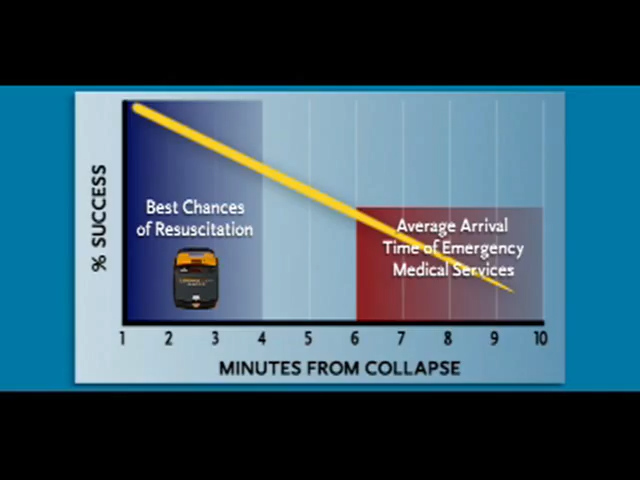 % SUCCESS
Best Chances
of Resuscitation
Average Arrival
Time of Emergency
Medical Services
1 2 3 4 5 6 7 8 9 10
MINUTES FROM COLLAPSE